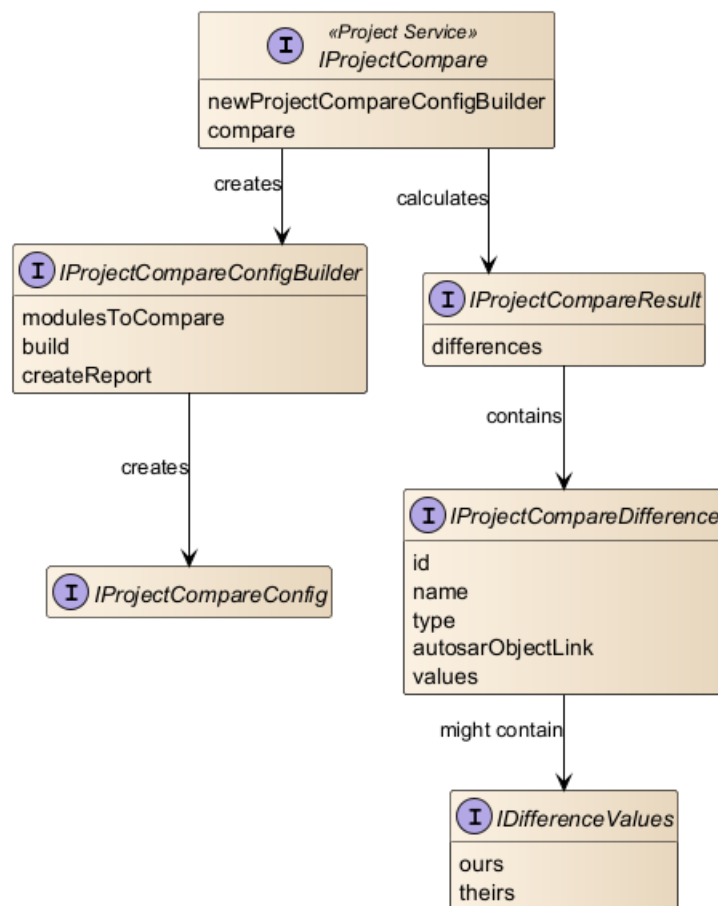 «Project Service»
I IProjectCompare
newProjectCompareConfigBuilder
compare
creates
calculates
I IProjectCompareConfigBuilder
modulesToCompare
build
createReport
I IProjectCompareResult
differences
creates
contains
I IProjectCompareConfig
I IProjectCompareDifference
id
name
type
autosarObjectLink
values
might contain
I IDifferenceValues
ours
theirs